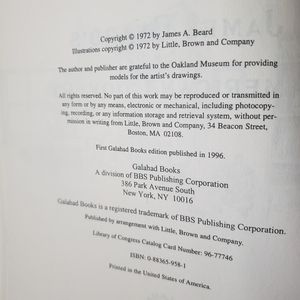 Copyright © 1972 by James A. Beard
Illustrations copyright © 1972 by Little, Brown and Company
The author and publisher are grateful to the Oakland Museum for providing
models for the artist's drawings.
All rights reserved. No part of this work may be reproduced or transmitted in
any form or by any means, electronic or mechanical, including photocopy-
ing, recording, or any information storage and retrieval system, without per-
mission in writing from Little, Brown and Company, 34 Beacon Street,
Boston, MA. 02108.
First Galahad Books edition published in 1996.
Galahad Books
A division of BBS Publishing Corporation
386 Park Avenue South
New York, NY 10016
Galahad Books is a registered trademark of BBS Publishing Corporation.
Published by arrangement with Little, Brown and Company.
Library of Congress Catalog Card Number: 96-77746
ISBN: 0-88365-958-1
Printed in the United States of America.